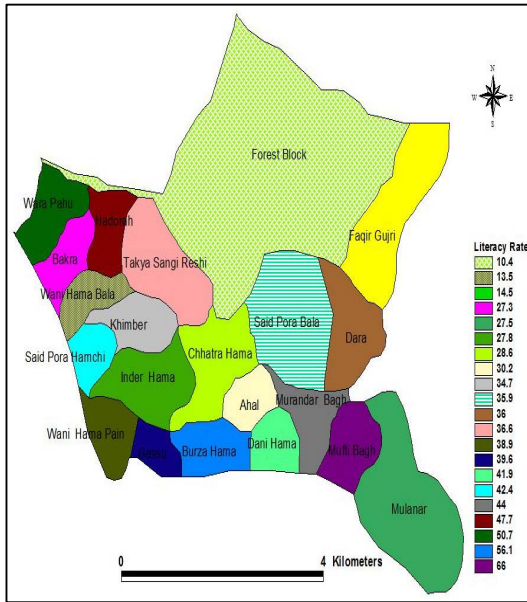 N
W E
S
Forest Block
Wara Pahu
Hadorah
Faqir Gujri
Bakra
Takya Sangi Reshi
Wani Hama Bala
Khimber
Said Pora Bala
Dara
Said Pora Hamchi
Chhatra Hama
Inder Hama
Ahal
Murandar Bagh
Wani Hama Pain
Burza Hama
Dani Hama
Mufti Bagh
Mulanar
Literacy Rate
10.4
13.5
14.5
27.3
27.5
27.8
28.6
30.2
34.7
35.9
36
36.6
38.9
39.6
41.9
42.4
44
47.7
50.7
56.1
66
0 4 Kilometers